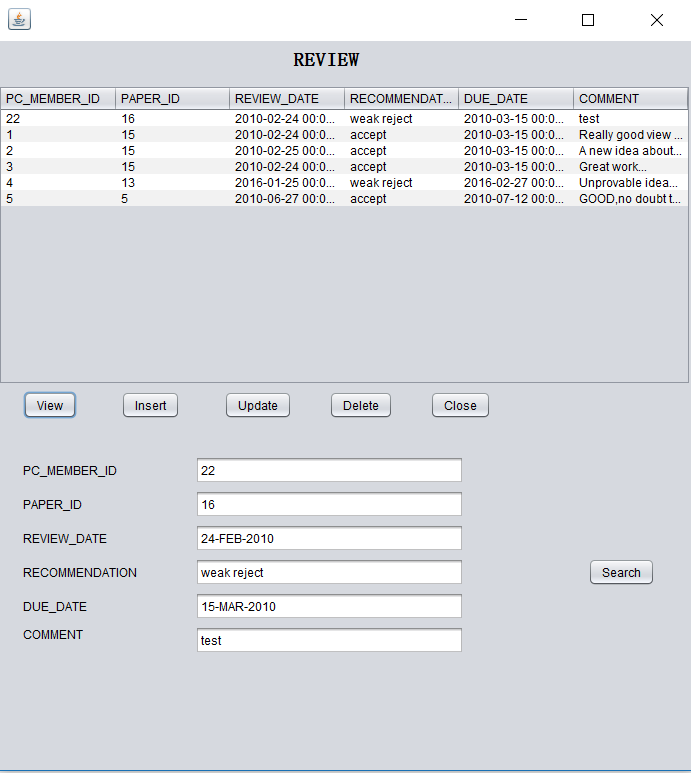 REVIEW
PC_MEMBER_ID PAPER_ID REVIEW_DATE RECOMMENDAT... DUE_DATE COMMENT
22 16 2010-02-24 00:0... weak reject 2010-03-15 00:0... test
1 15 2010-02-24 00:0... accept 2010-03-15 00:0... Really good view ...
2 15 2010-02-25 00:0... accept 2010-03-15 00:0... A new idea about...
3 15 2010-02-24 00:0... accept 2010-03-15 00:0... Great work...
4 13 2016-01-25 00:0... weak reject 2016-02-27 00:0... Unprovable idea...
5 5 2010-06-27 00:0... accept 2010-07-12 00:0... GOOD,no doubt t...
View Insert Update Delete Close
PC_MEMBER_ID 22
PAPER_ID 16
REVIEW_DATE 24-FEB-2010
RECOMMENDATION weak reject Search
DUE_DATE 15-MAR-2010
COMMENT test